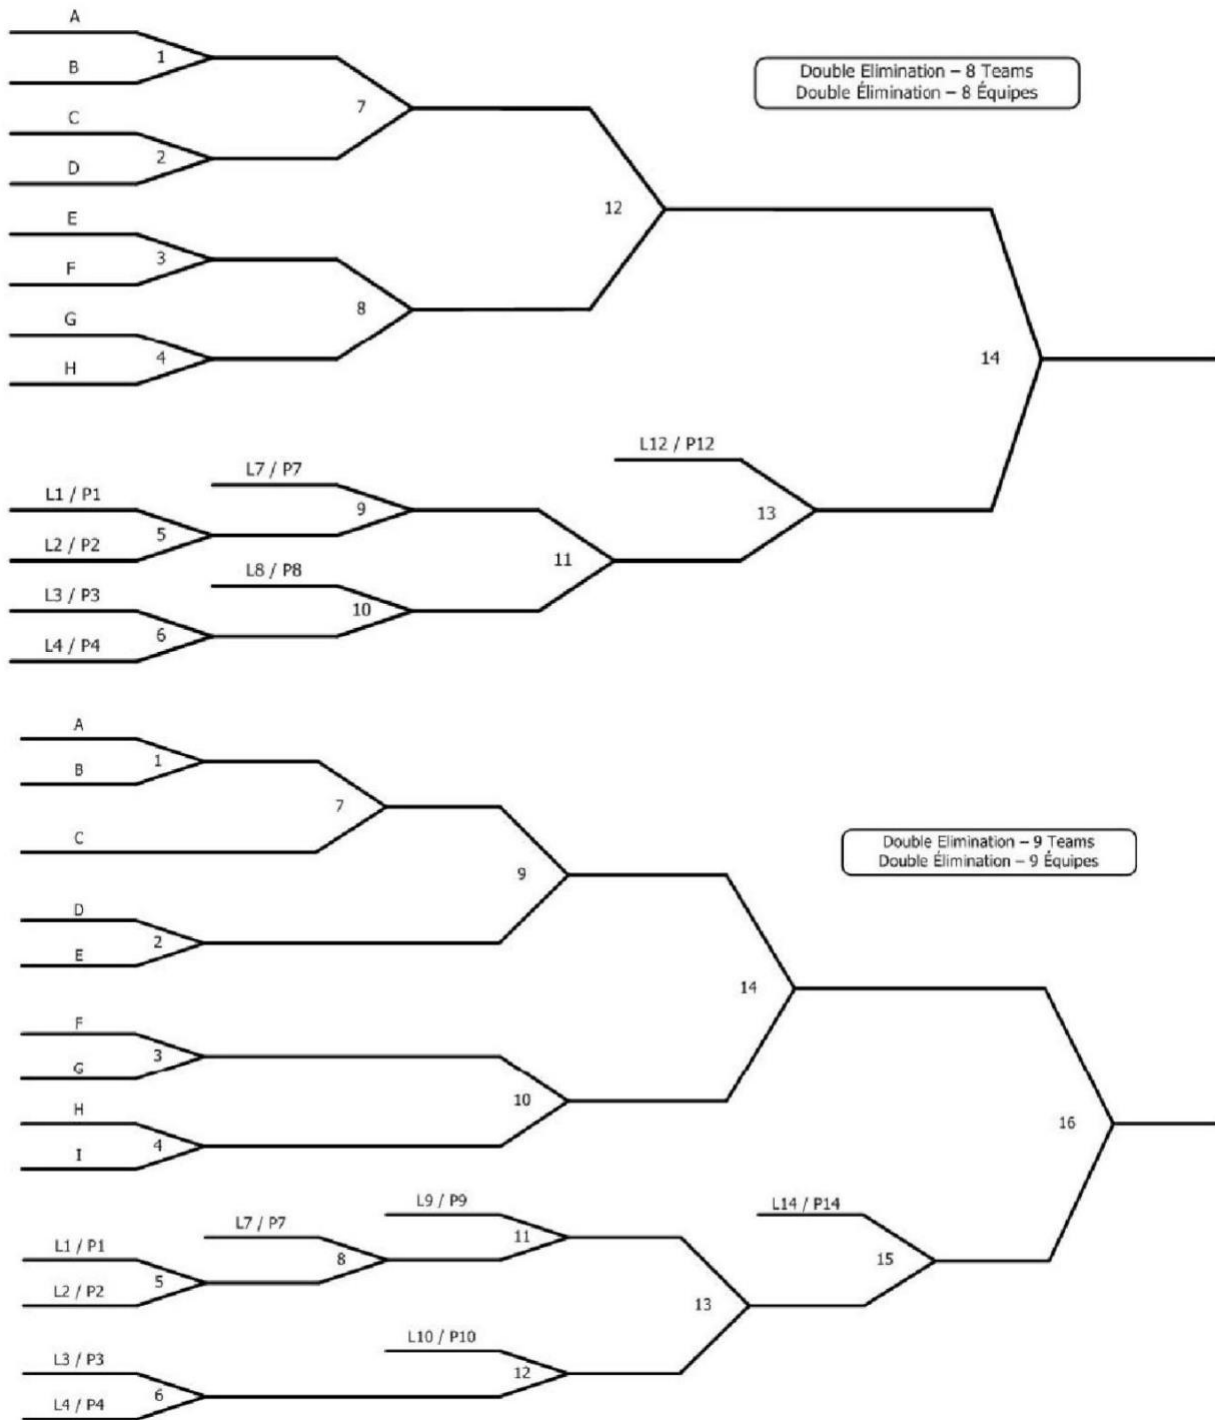 A
1
B
7
C
2
D
Double Elimination – 8 Teams
Double Élimination – 8 Équipes
12
E
3
F
8
G
4
H
14
L12 / P12
L7 / P7
L1 / P1
9
13
5
L2 / P2
11
L8 / P8
L3 / P3
10
6
L4 / P4
A
1
B
7
C
Double Elimination – 9 Teams
Double Élimination – 9 Équipes
9
D
2
E
14
F
3
G
10
H
4
I
16
L9 / P9
L14 / P14
L7 / P7
11
L1 / P1
8
15
5
L2 / P2
13
L10 / P10
L3 / P3
12
6
L4 / P4